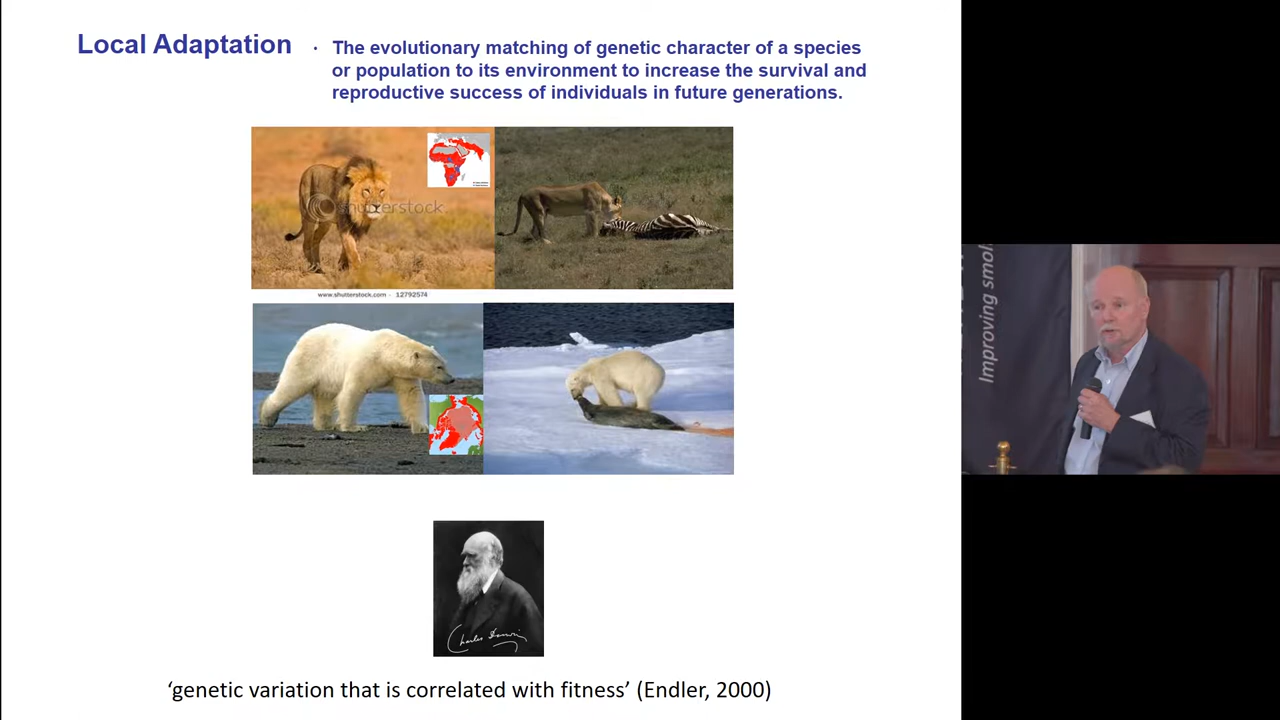 Local Adaptation
· The evolutionary matching of genetic character of a species
or population to its environment to increase the survival and
reproductive success of individuals in future generations.
shutterstock
www.shutterstock.com · 12792574
Charles Darwin
‘genetic variation that is correlated with fitness’ (Endler, 2000)
Improving smol